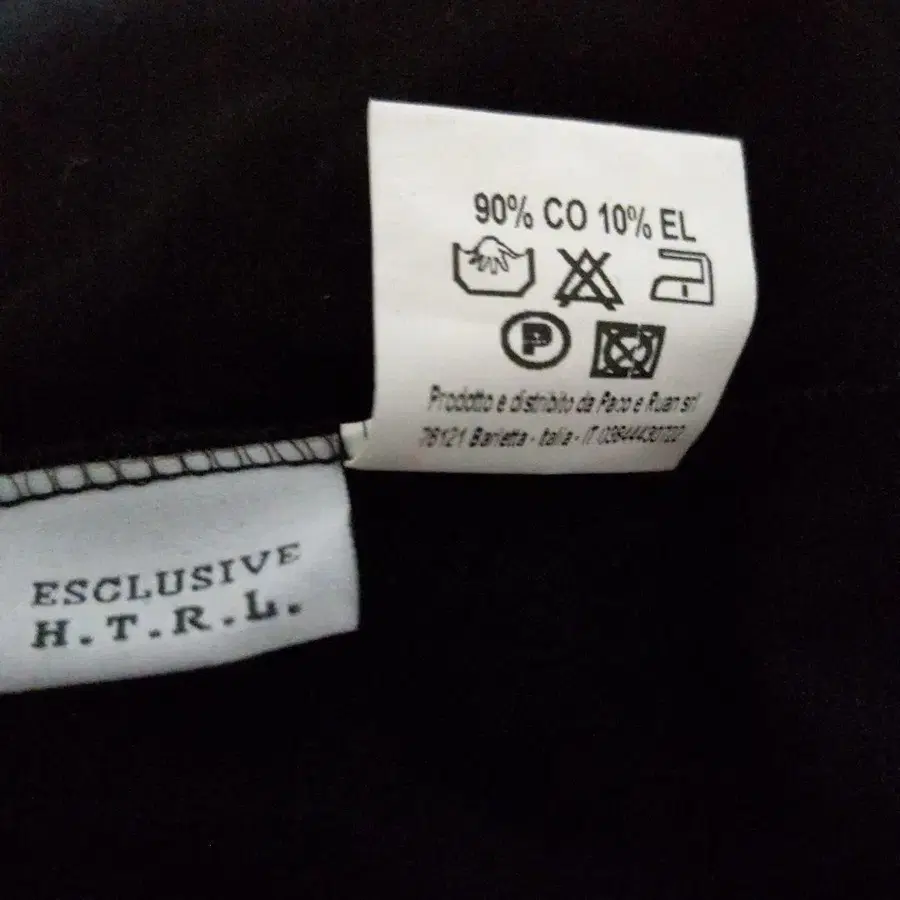 90% CO 10% EL
P
Prodotto e distribito da Paco e Ruan srl
76121 Barletta - Italia - IT 03844430722
ESCLUSIVE
H.T.R.L.